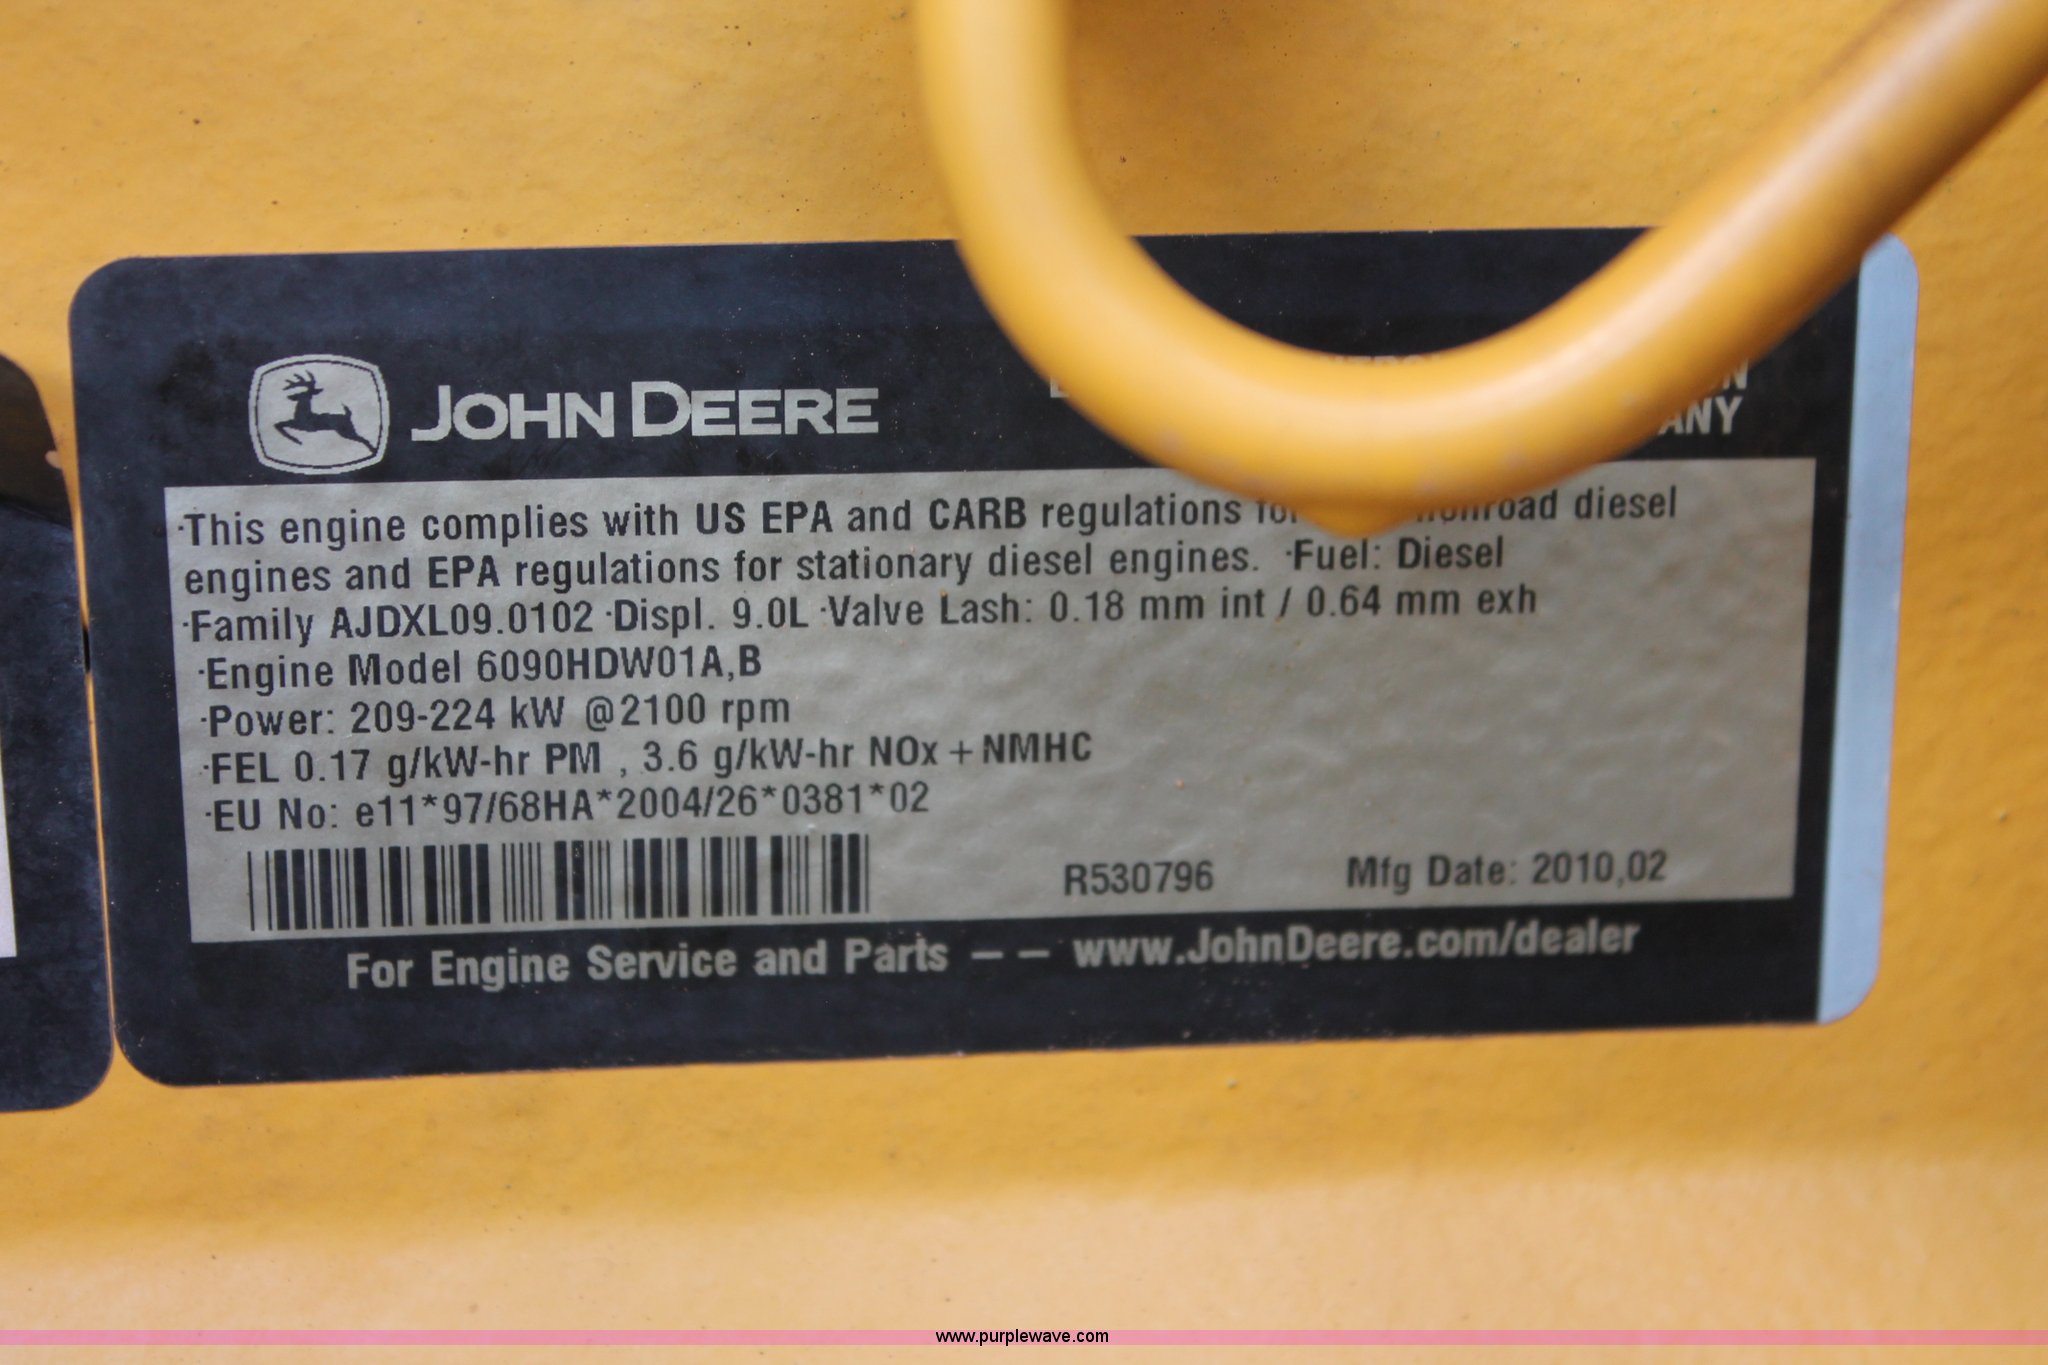 JOHN DEERE
ANY
·This engine complies with US EPA and CARB regulations nonroad diesel
engines and EPA regulations for stationary diesel engines. ·Fuel: Diesel
·Family AJDXL09.0102 ·Displ. 9.0L ·Valve Lash: 0.18 mm int / 0.64 mm exh
·Engine Model 6090HDW01A,B
·Power: 209-224 kW @2100 rpm
·FEL 0.17 g/kW-hr PM , 3.6 g/kW-hr NOx + NMHC
·EU No: e11*97/68HA*2004/26*0381*02
R530796 Mfg Date: 2010,02
For Engine Service and Parts – – www.JohnDeere.com/dealer
www.purplewave.com